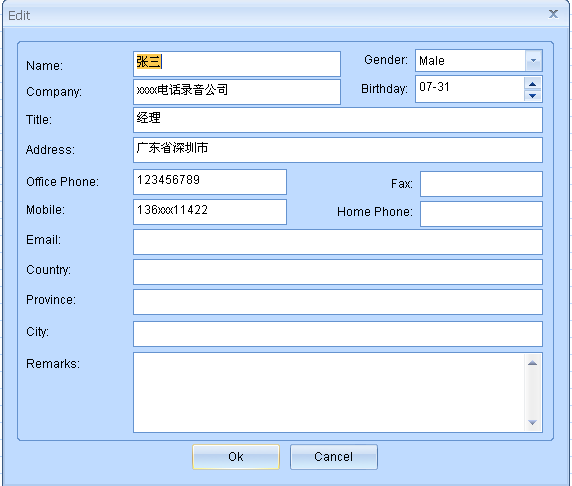 Edit
Name: 张三 Gender: Male
Company: xxxx电话录音公司 Birthday: 07-31
Title: 经理
Address: 广东省深圳市
Office Phone: 123456789 Fax:
Mobile: 136xxx11422 Home Phone:
Email:
Country:
Province:
City:
Remarks:
Ok Cancel